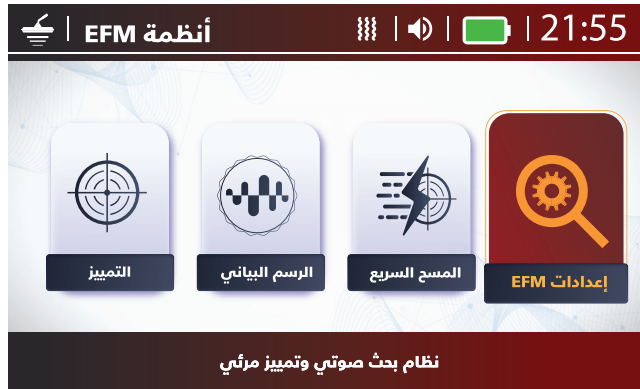 أنظمة EFM
21:55
إعدادات EFM
المسح السريع
الرسم البياني
التمييز
نظام بحث صوتي وتمييز مرئي